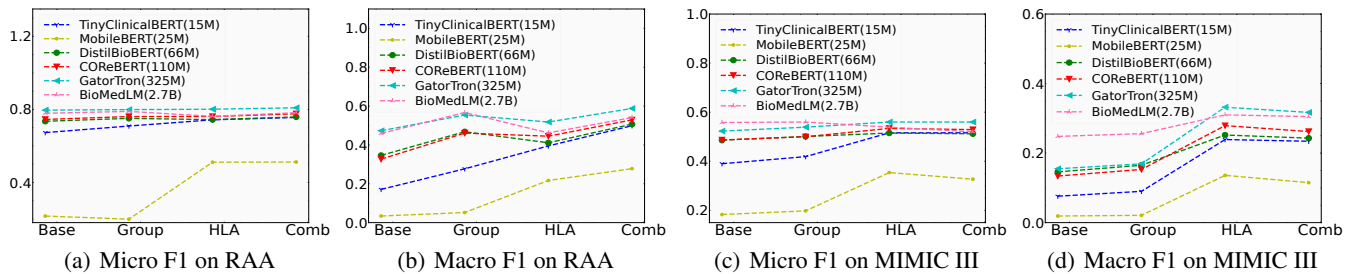 1.2
0.8
0.4
TinyClinicalBERT(15M)
MobileBERT(25M)
DistilBioBERT(66M)
COReBERT(110M)
GatorTron(325M)
BioMedLM(2.7B)
Base Group HLA Comb
(a) Micro F1 on RAA
1.0
0.8
0.6
0.4
0.2
0.0
TinyClinicalBERT(15M)
MobileBERT(25M)
DistilBioBERT(66M)
COReBERT(110M)
GatorTron(325M)
BioMedLM(2.7B)
Base Group HLA Comb
(b) Macro F1 on RAA
1.0
0.8
0.6
0.4
0.2
TinyClinicalBERT(15M)
MobileBERT(25M)
DistilBioBERT(66M)
COReBERT(110M)
GatorTron(325M)
BioMedLM(2.7B)
Base Group HLA Comb
(c) Micro F1 on MIMIC III
0.6
0.4
0.2
0.0
TinyClinicalBERT(15M)
MobileBERT(25M)
DistilBioBERT(66M)
COReBERT(110M)
GatorTron(325M)
BioMedLM(2.7B)
Base Group HLA Comb
(d) Macro F1 on MIMIC III